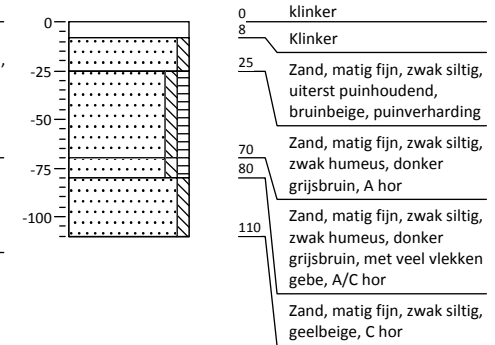 0
-25
-50
-75
-100
0
klinker
8
Klinker
25
Zand, matig fijn, zwak siltig,
uiterst puinhoudend,
bruinbeige, puinverharding
70
Zand, matig fijn, zwak siltig,
zwak humeus, donker
grijsbruin, A hor
80
Zand, matig fijn, zwak siltig,
zwak humeus, donker
grijsbruin, met veel vlekken
gebe, A/C hor
110
Zand, matig fijn, zwak siltig,
geelbeige, C hor